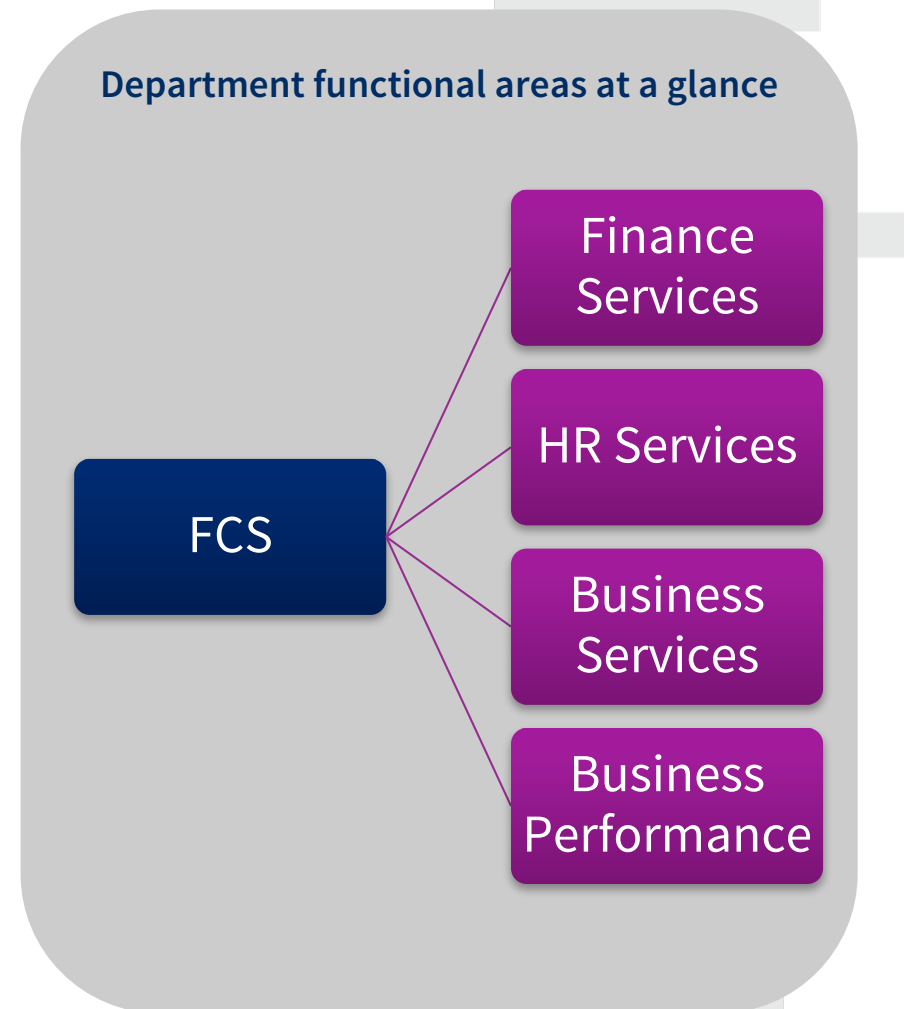 Department functional areas at a glance
Finance
Services
HR Services
FCS
Business
Services
Business
Performance